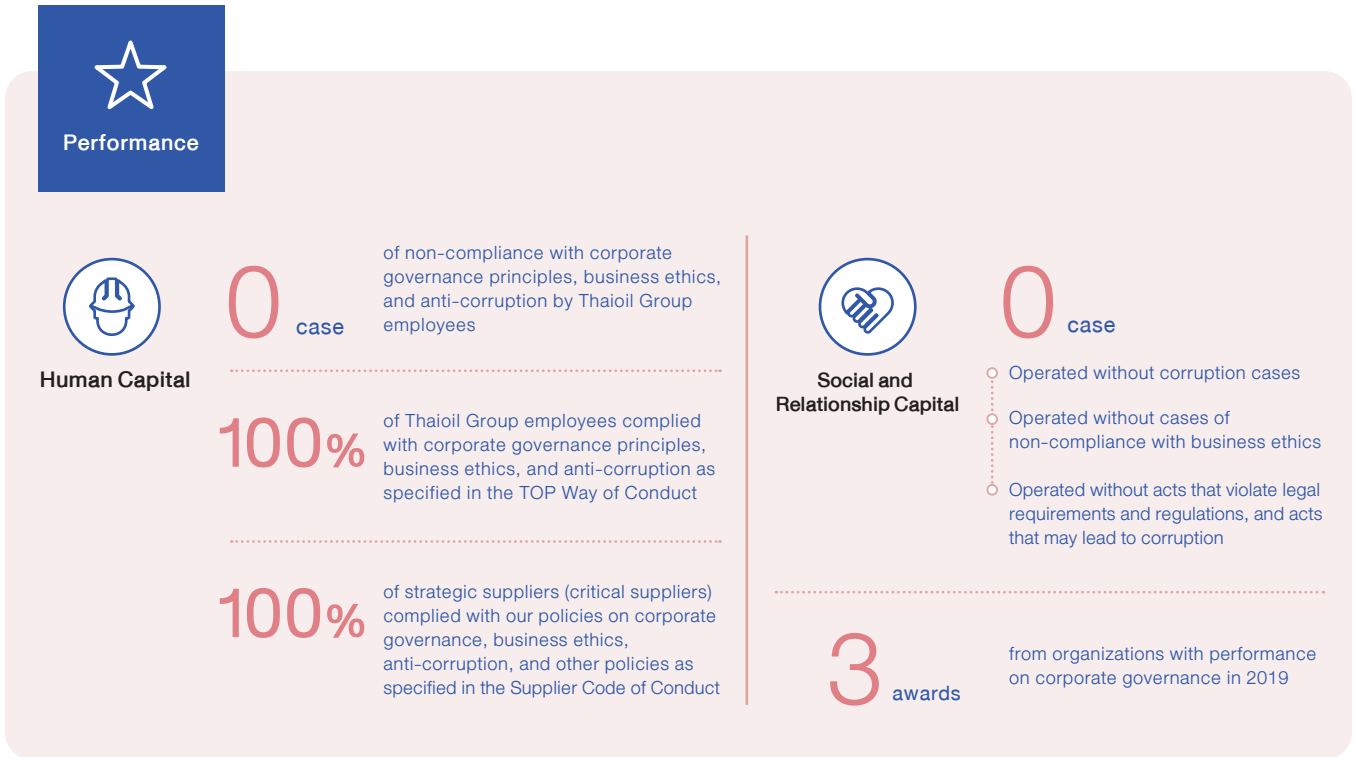 Performance
Human Capital
0 case
of non-compliance with corporate
governance principles, business ethics,
and anti-corruption by Thaioil Group
employees
100%
of Thaioil Group employees complied
with corporate governance principles,
business ethics, and anti-corruption as
specified in the TOP Way of Conduct
100%
of strategic suppliers (critical suppliers)
complied with our policies on corporate
governance, business ethics,
anti-corruption, and other policies as
specified in the Supplier Code of Conduct
Social and
Relationship Capital
0 case
Operated without corruption cases
Operated without cases of
non-compliance with business ethics
Operated without acts that violate legal
requirements and regulations, and acts
that may lead to corruption
3 awards
from organizations with performance
on corporate governance in 2019